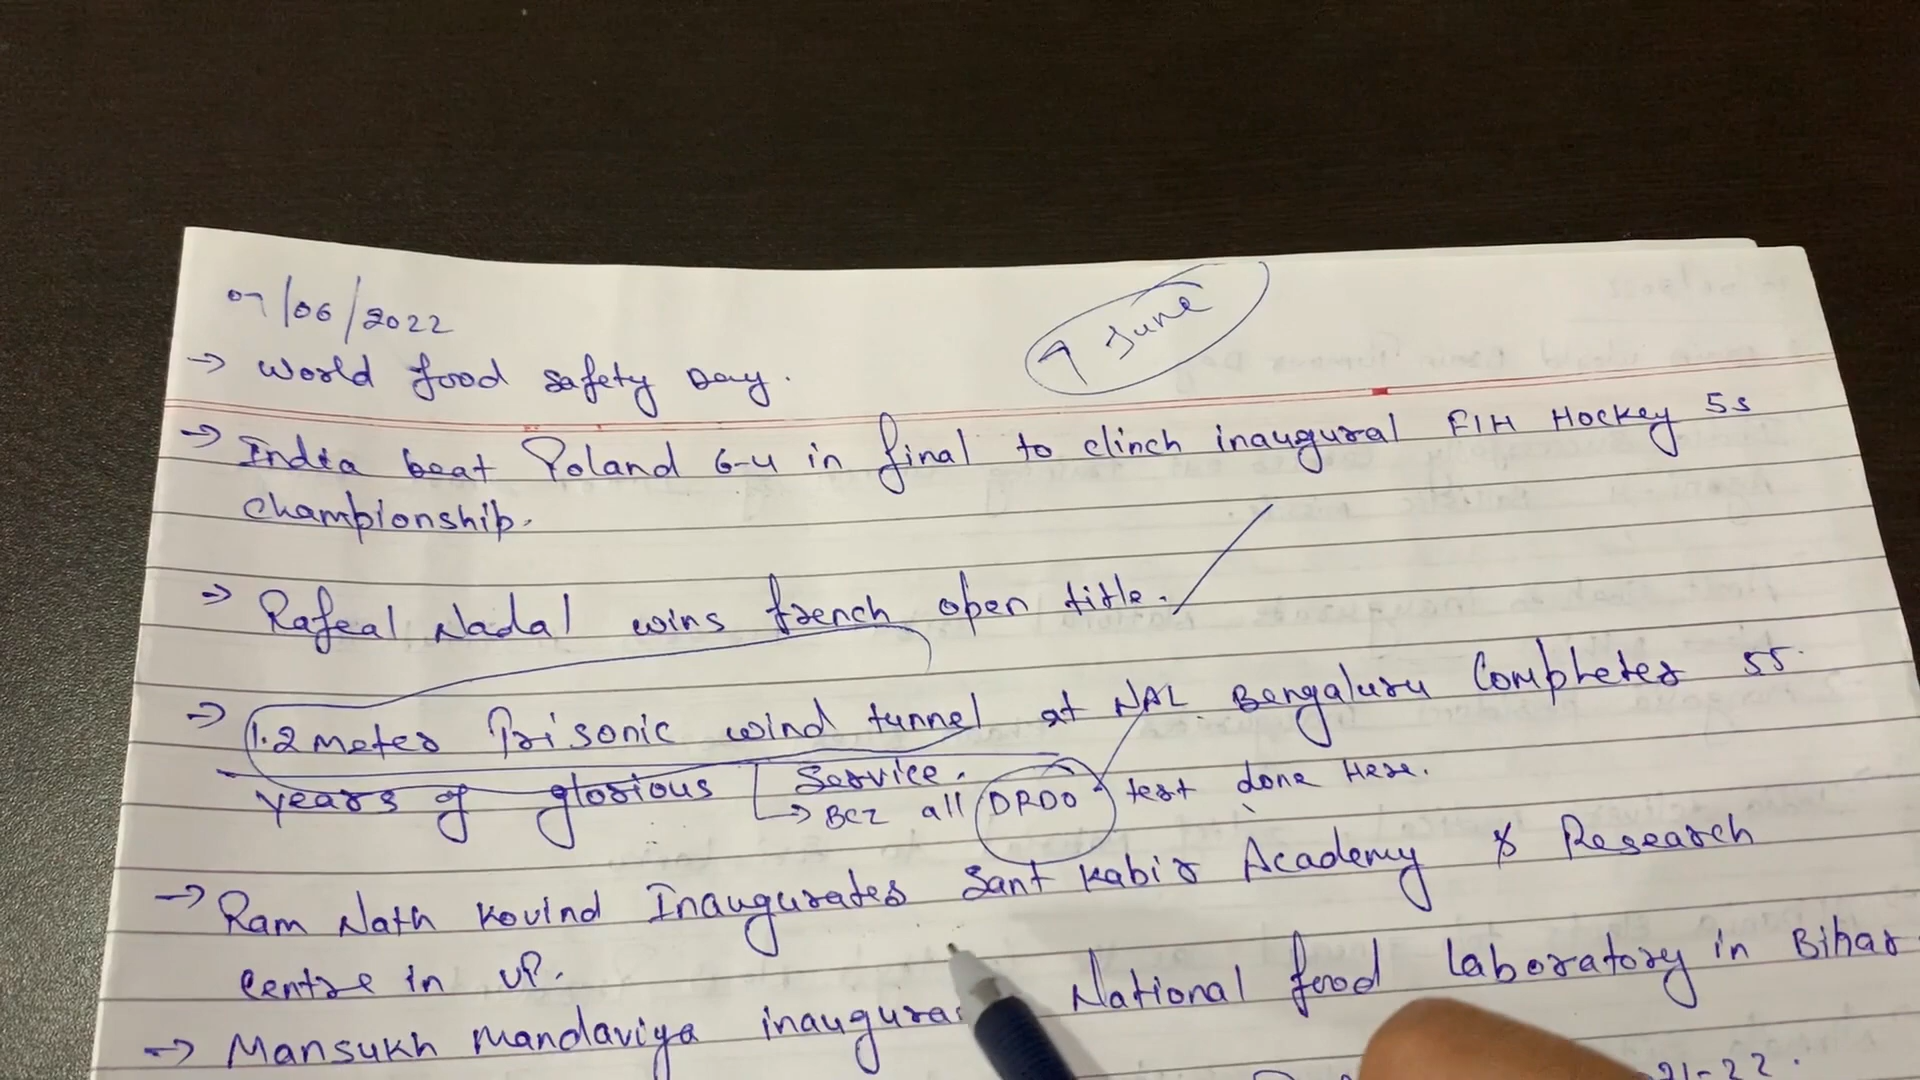 07/06/2022
7 June
→ World food safety Day.
→ India beat Poland 6-4 in final to clinch inaugural FIH Hockey 5s
championship.
→ Rafeal Nadal wins french open title.
→ 1.2 meter Trisonic wind tunnel at NAL Bengaluru Completes 55
years of glorious Service.
→ BCZ all DRDO test done Here.
→ Ram Nath Kovind Inaugurates Sant Kabir Academy & Research
Centre in UP.
→ Mansukh Mandaviya inaugura National food laboratory in Bihar
21-22.